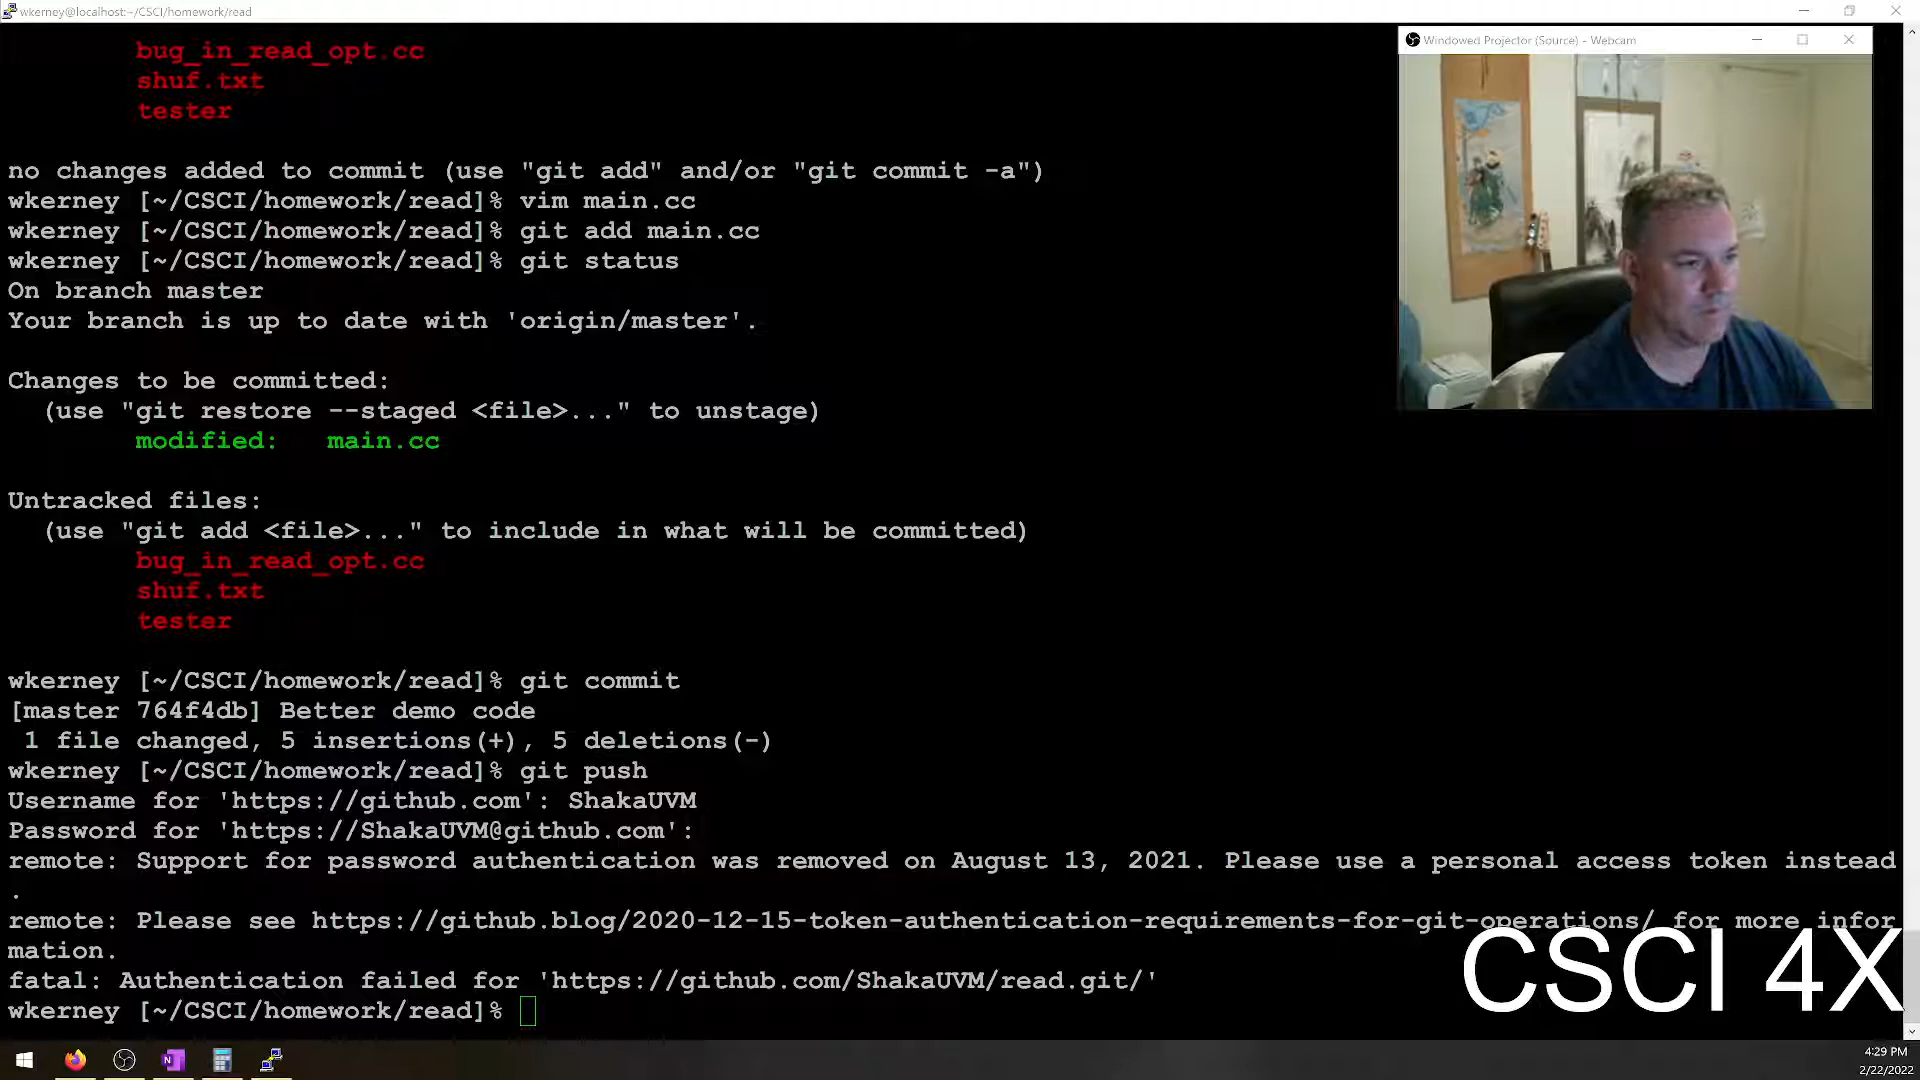 wkerney@localhost:~/CSCI/homework/read
Windowed Projector (Source) - Webcam
bug_in_read_opt.cc
shuf.txt
tester
no changes added to commit (use "git add" and/or "git commit -a")
wkerney [~/CSCI/homework/read]% vim main.cc
wkerney [~/CSCI/homework/read]% git add main.cc
wkerney [~/CSCI/homework/read]% git status
On branch master
Your branch is up to date with 'origin/master'.
Changes to be committed:
  (use "git restore --staged <file>..." to unstage)
modified:   main.cc
Untracked files:
  (use "git add <file>..." to include in what will be committed)
bug_in_read_opt.cc
shuf.txt
tester
wkerney [~/CSCI/homework/read]% git commit
[master 764f4db] Better demo code
 1 file changed, 5 insertions(+), 5 deletions(-)
wkerney [~/CSCI/homework/read]% git push
Username for 'https://github.com': ShakaUVM
Password for 'https://ShakaUVM@github.com':
remote: Support for password authentication was removed on August 13, 2021. Please use a personal access token instead
.
remote: Please see https://github.blog/2020-12-15-token-authentication-requirements-for-git-operations/ for more infor
mation.
fatal: Authentication failed for 'https://github.com/ShakaUVM/read.git/'
wkerney [~/CSCI/homework/read]%
CSCI 4X
4:29 PM
2/22/2022